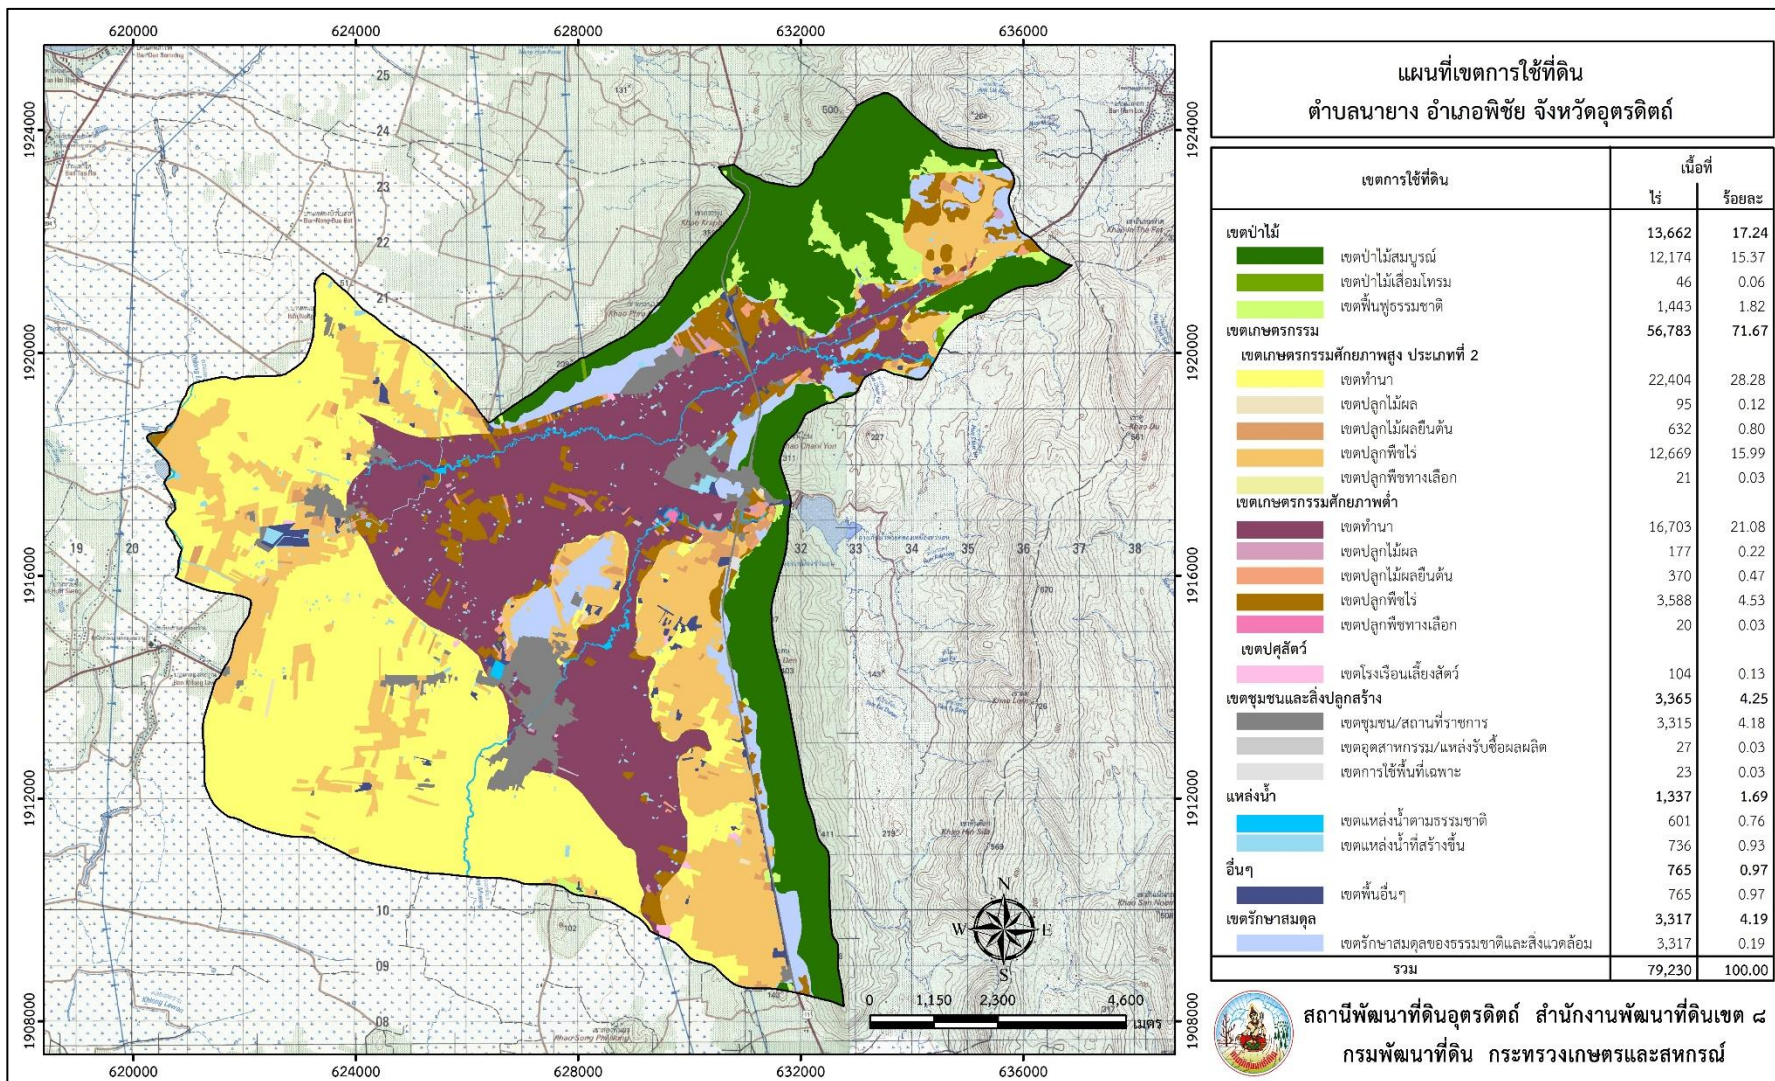 แผนที่เขตการใช้ที่ดิน
ตำบลนายาง อำเภอพิชัย จังหวัดอุตรดิตถ์
เขตการใช้ที่ดิน เนื้อที่
ไร่ ร้อยละ
เขตป่าไม้ 13,662 17.24
เขตป่าไม้สมบูรณ์ 12,174 15.37
เขตป่าไม้เสื่อมโทรม 46 0.06
เขตฟื้นฟูธรรมชาติ 1,443 1.82
เขตเกษตรกรรม 56,783 71.67
เขตเกษตรกรรมศักยภาพสูง ประเภทที่ 2
เขตทำนา 22,404 28.28
เขตปลูกไม้ผล 95 0.12
เขตปลูกไม้ผลยืนต้น 632 0.80
เขตปลูกพืชไร่ 12,669 15.99
เขตปลูกพืชทางเลือก 21 0.03
เขตเกษตรกรรมศักยภาพต่ำ
เขตทำนา 16,703 21.08
เขตปลูกไม้ผล 177 0.22
เขตปลูกไม้ผลยืนต้น 370 0.47
เขตปลูกพืชไร่ 3,588 4.53
เขตปลูกพืชทางเลือก 20 0.03
เขตปศุสัตว์
เขตโรงเรือนเลี้ยงสัตว์ 104 0.13
เขตชุมชนและสิ่งปลูกสร้าง 3,365 4.25
เขตชุมชน/สถานที่ราชการ 3,315 4.18
เขตอุตสาหกรรม/แหล่งรับซื้อผลผลิต 27 0.03
เขตการใช้พื้นที่เฉพาะ 23 0.03
แหล่งน้ำ 1,337 1.69
เขตแหล่งน้ำตามธรรมชาติ 601 0.76
เขตแหล่งน้ำที่สร้างขึ้น 736 0.93
อื่นๆ 765 0.97
เขตพื้นอื่นๆ 765 0.97
เขตรักษาสมดุล 3,317 4.19
เขตรักษาสมดุลของธรรมชาติและสิ่งแวดล้อม 3,317 0.19
รวม 79,230 100.00
สถานีพัฒนาที่ดินอุตรดิตถ์ สำนักงานพัฒนาที่ดินเขต ๘
กรมพัฒนาที่ดิน กระทรวงเกษตรและสหกรณ์
620000 624000 628000 632000 636000
1924000 1924000
1920000 1920000
1916000 1916000
1912000 1912000
1908000 1908000
620000 624000 628000 632000 636000
25
24
23
22
21
19 20 32 33 34 35 36 37 38
10
09
08
N
W E
S
0 1,150 2,300 4,600
เมตร